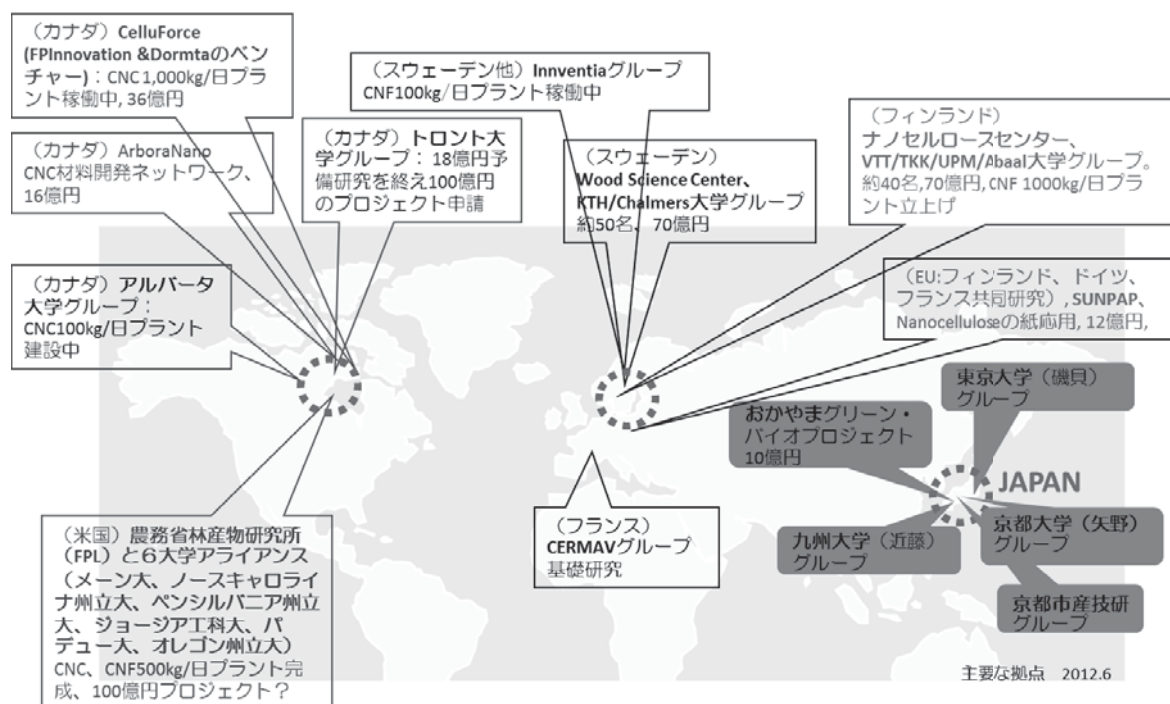 （カナダ）CelluForce
(FPInnovation &Dormtaのベン
チャー)：CNC1,000kg/日プラ
ント稼働中, 36億円
（カナダ）ArboraNano
CNC材料開発ネットワーク、
16億円
（カナダ）トロント大
学グループ： 18億円予
備研究を終え100億円
のプロジェクト申請
（カナダ）アルバータ
大学グループ：
CNC100kg/日プラント
建設中
（スウェーデン他）Innventiaグループ
CNF100kg/日プラント稼働中
（スウェーデン）
Wood Science Center、
KTH/Chalmers大学グループ
約50名、70億円
（フィンランド）
ナノセルロースセンター、
VTT/TKK/UPM/Abaal大学グループ。
約40名,70億円, CNF 1000kg/日プラ
ント立上げ
（EU:フィンランド、ドイツ、
フランス共同研究）, SUNPAP、
Nanocelluloseの紙応用, 12億円,
東京大学（磯貝）
グループ
おかやまグリーン・
バイオプロジェクト
10億円
JAPAN
九州大学（近藤）
グループ
京都大学（矢野）
グループ
京都市産技研
グループ
（フランス）
CERMAVグループ
基礎研究
（米国）農務省林産物研究所
（FPL）と６大学アライアンス
（メーン大、ノースキャロライ
ナ州立大、ペンシルバニア州立
大、ジョージア工科大、パ
デュー大、オレゴン州立大）
CNC、CNF500kg/日プラント完
成、100億円プロジェクト？
主要な拠点 2012.6